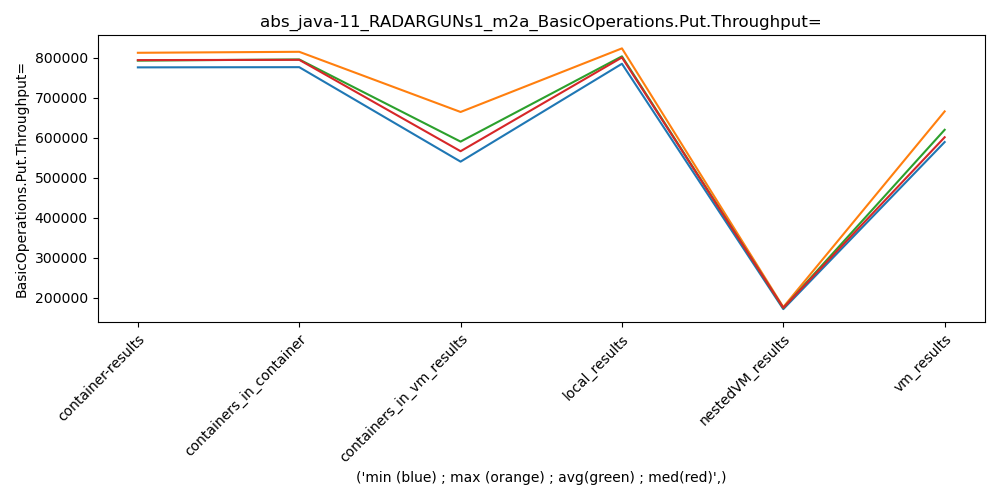 abs_java-11_RADARGUNs1_m2a_BasicOperations.Put.Throughput=
BasicOperations.Put.Throughput=
800000
700000
600000
500000
400000
300000
200000
container-results
containers_in_container
containers_in_vm_results
local_results
nestedVM_results
vm_results
('min (blue) ; max (orange) ; avg(green) ; med(red)',)